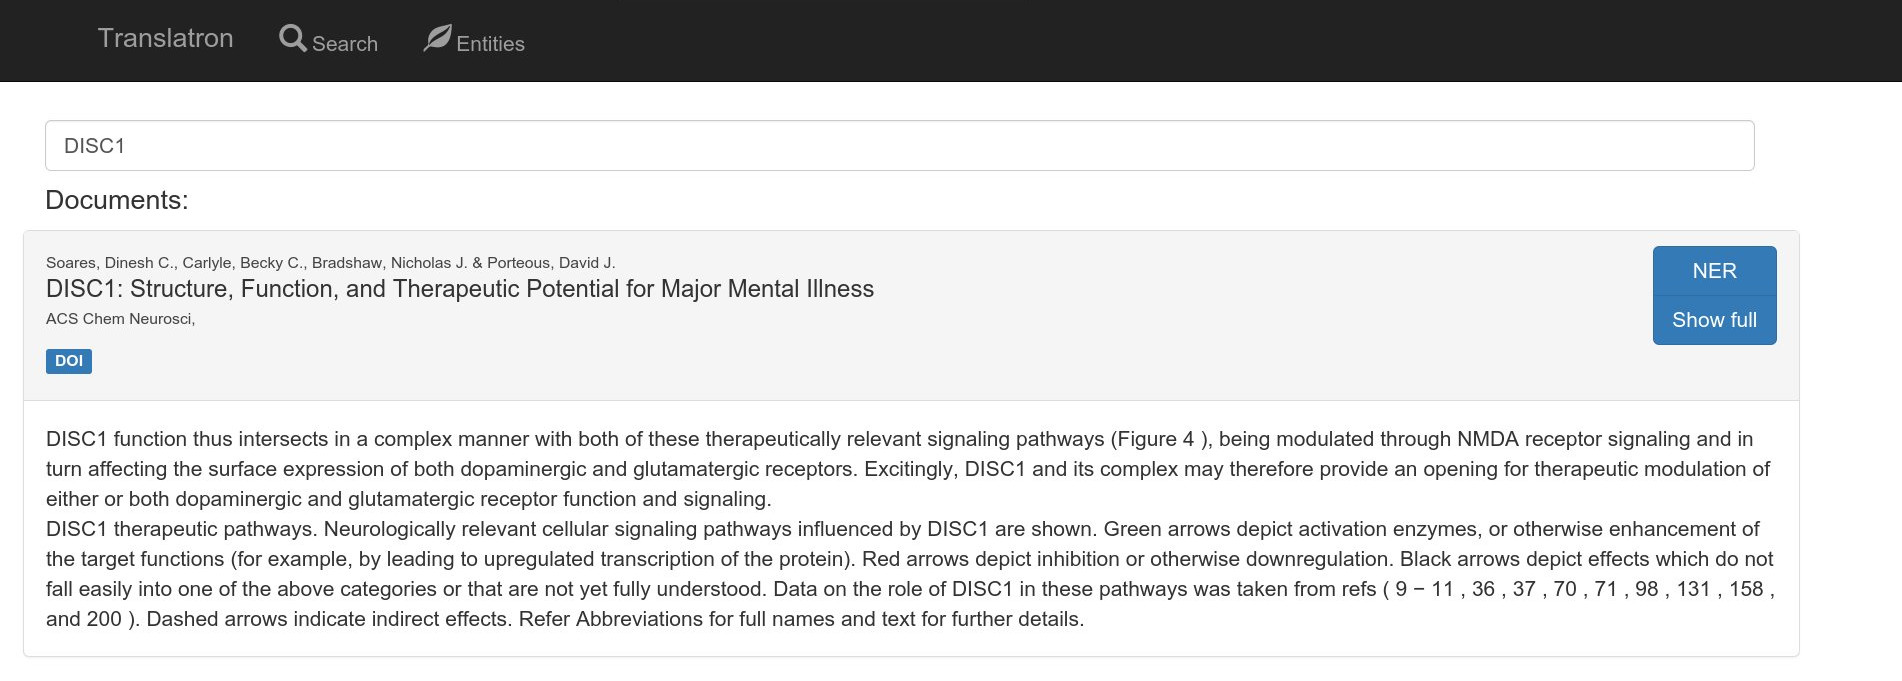 Translatron Search Entities
DISC1
Documents:
Soares, Dinesh C., Carlyle, Becky C., Bradshaw, Nicholas J. & Porteous, David J.
DISC1: Structure, Function, and Therapeutic Potential for Major Mental Illness
ACS Chem Neurosci,
DOI
NER
Show full
DISC1 function thus intersects in a complex manner with both of these therapeutically relevant signaling pathways (Figure 4 ), being modulated through NMDA receptor signaling and in
turn affecting the surface expression of both dopaminergic and glutamatergic receptors. Excitingly, DISC1 and its complex may therefore provide an opening for therapeutic modulation of
either or both dopaminergic and glutamatergic receptor function and signaling.
DISC1 therapeutic pathways. Neurologically relevant cellular signaling pathways influenced by DISC1 are shown. Green arrows depict activation enzymes, or otherwise enhancement of
the target functions (for example, by leading to upregulated transcription of the protein). Red arrows depict inhibition or otherwise downregulation. Black arrows depict effects which do not
fall easily into one of the above categories or that are not yet fully understood. Data on the role of DISC1 in these pathways was taken from refs ( 9 − 11 , 36 , 37 , 70 , 71 , 98 , 131 , 158 ,
and 200 ). Dashed arrows indicate indirect effects. Refer Abbreviations for full names and text for further details.